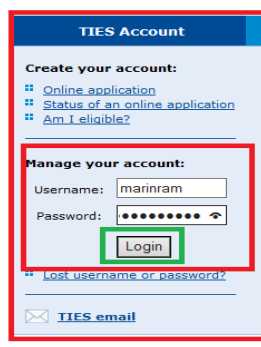 TIES Account
Create your account:
Online application
Status of an online application
Am I eligible?
Manage your account:
Username: marinram
Password: •••••••••
Login
Lost username or password?
TIES email